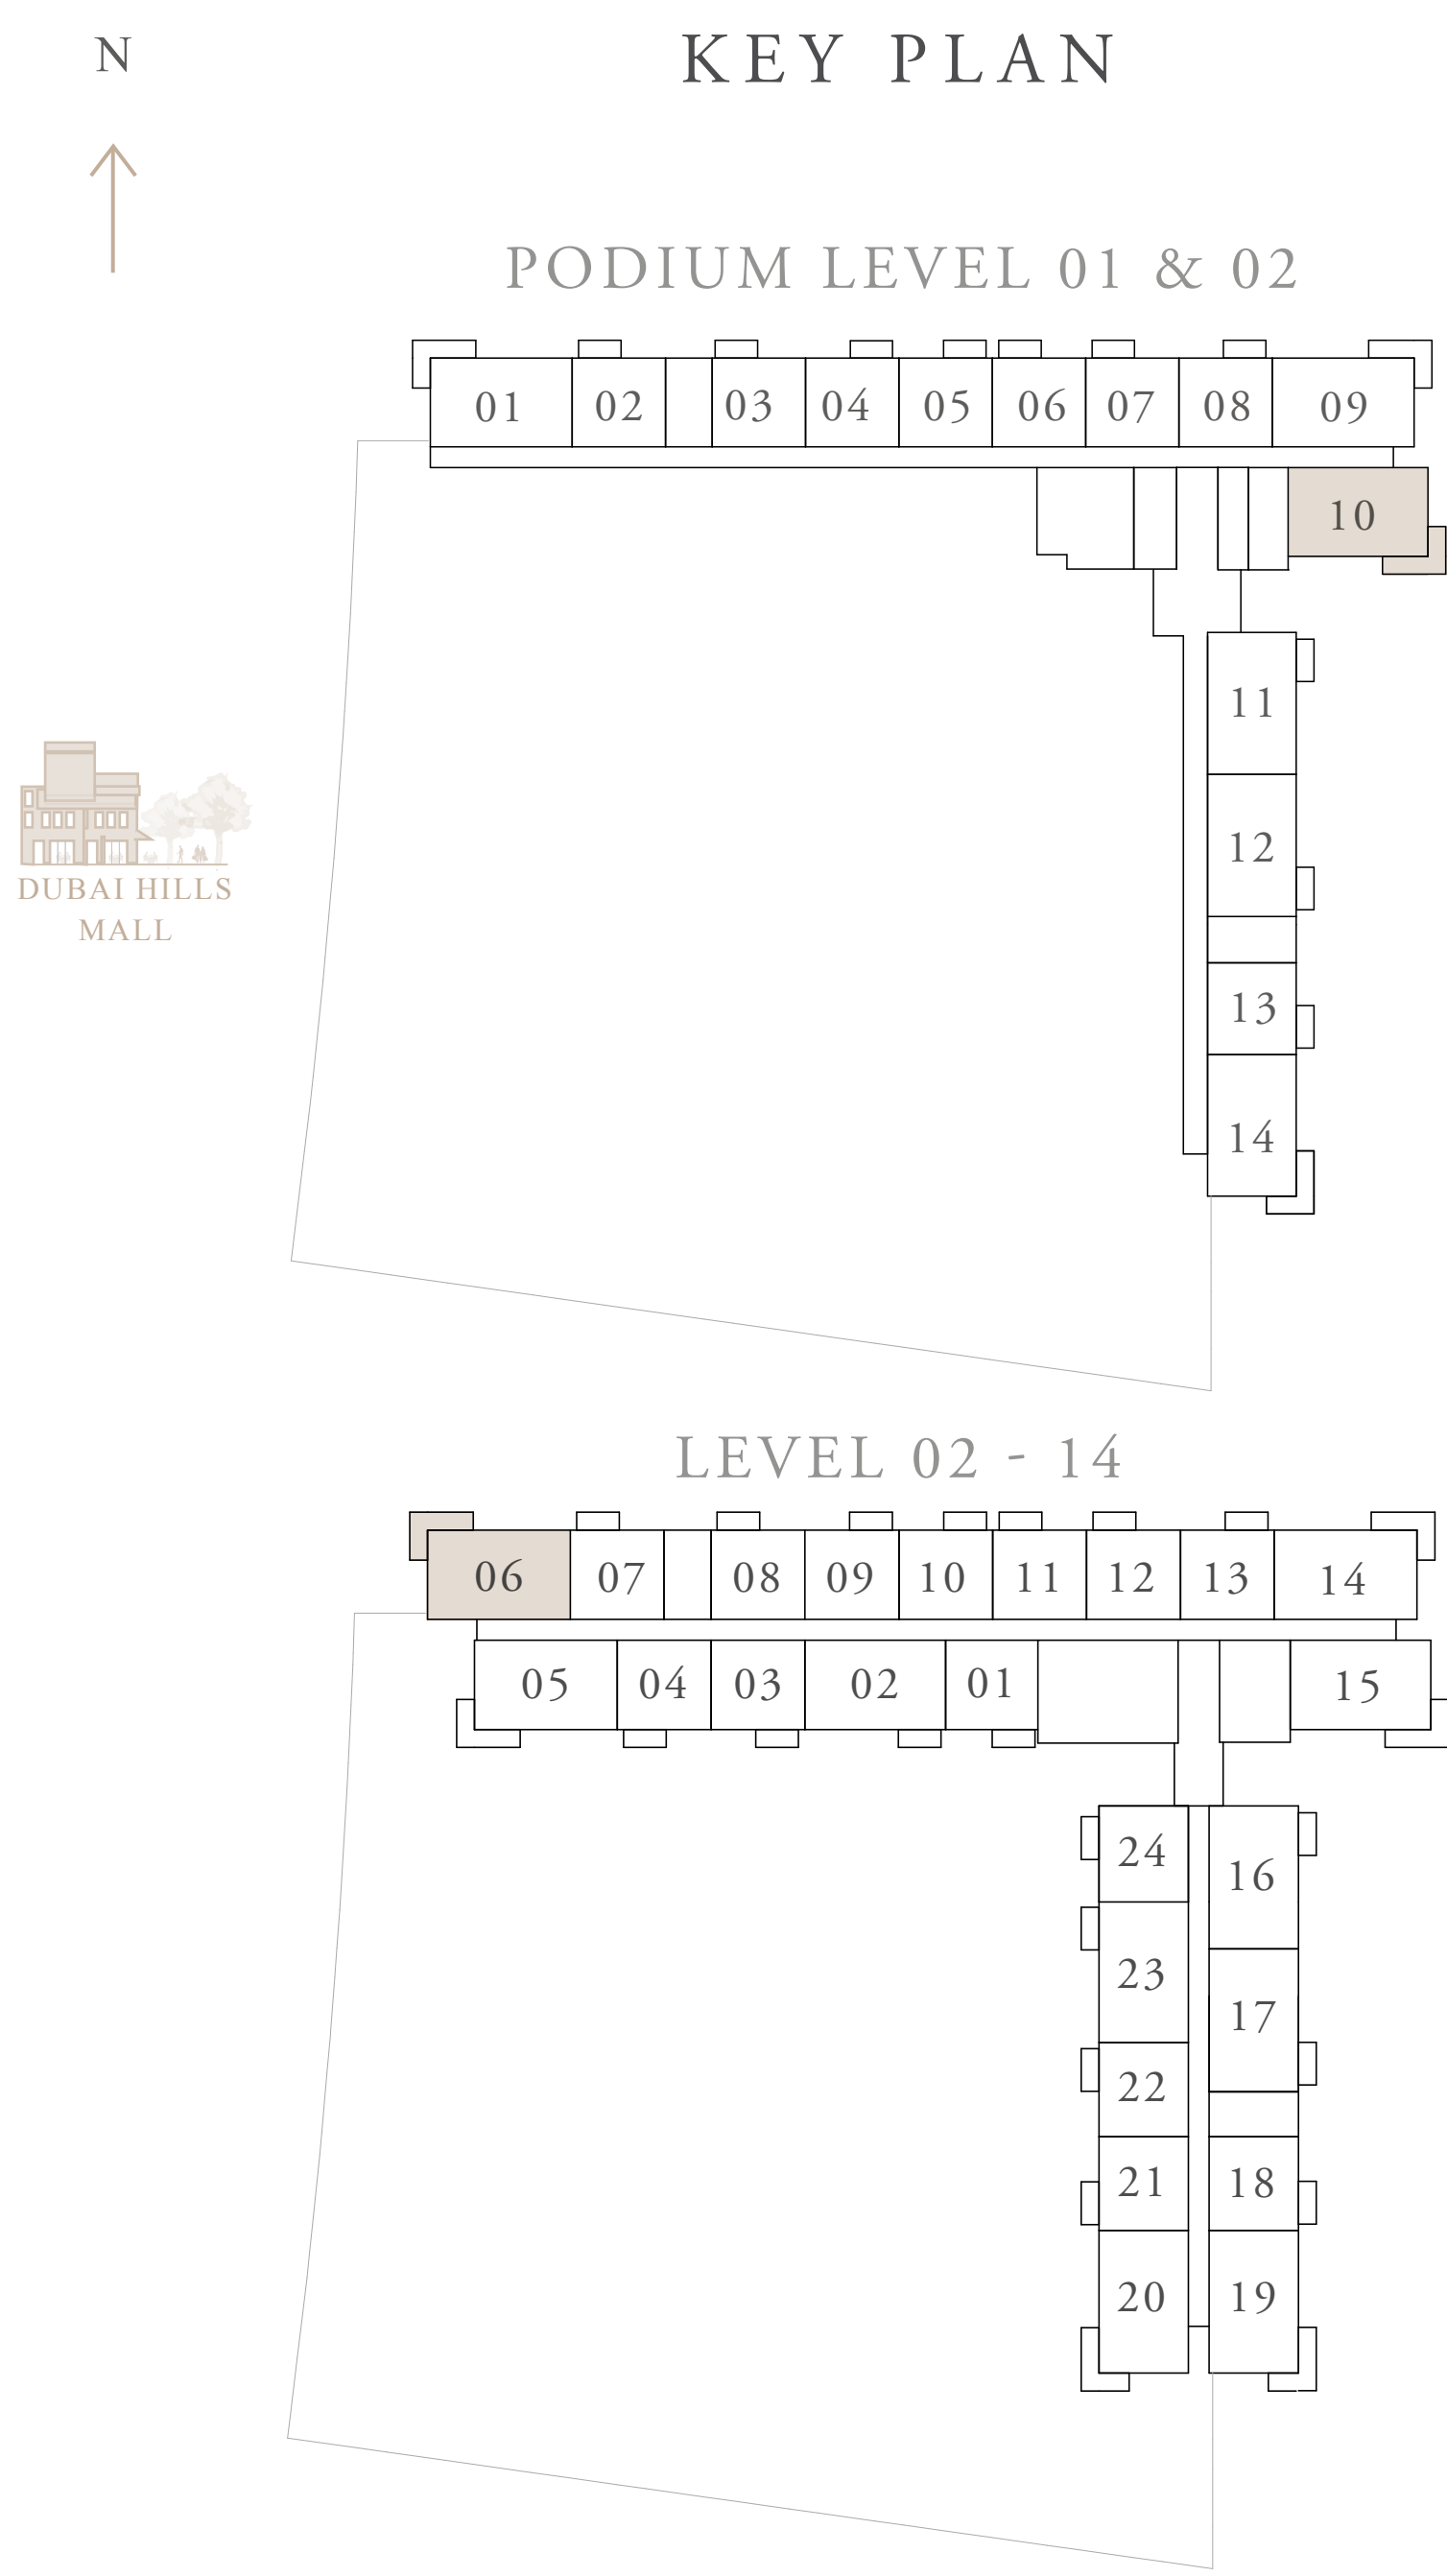 N
KEY PLAN
PODIUM LEVEL 01 & 02
01 02 03 04 05 06 07 08 09
10
11
12
13
14
DUBAI HILLS
MALL
LEVEL 02 - 14
06 07 08 09 10 11 12 13 14
05 04 03 02 01 15
24 16
23 17
22
21 18
20 19